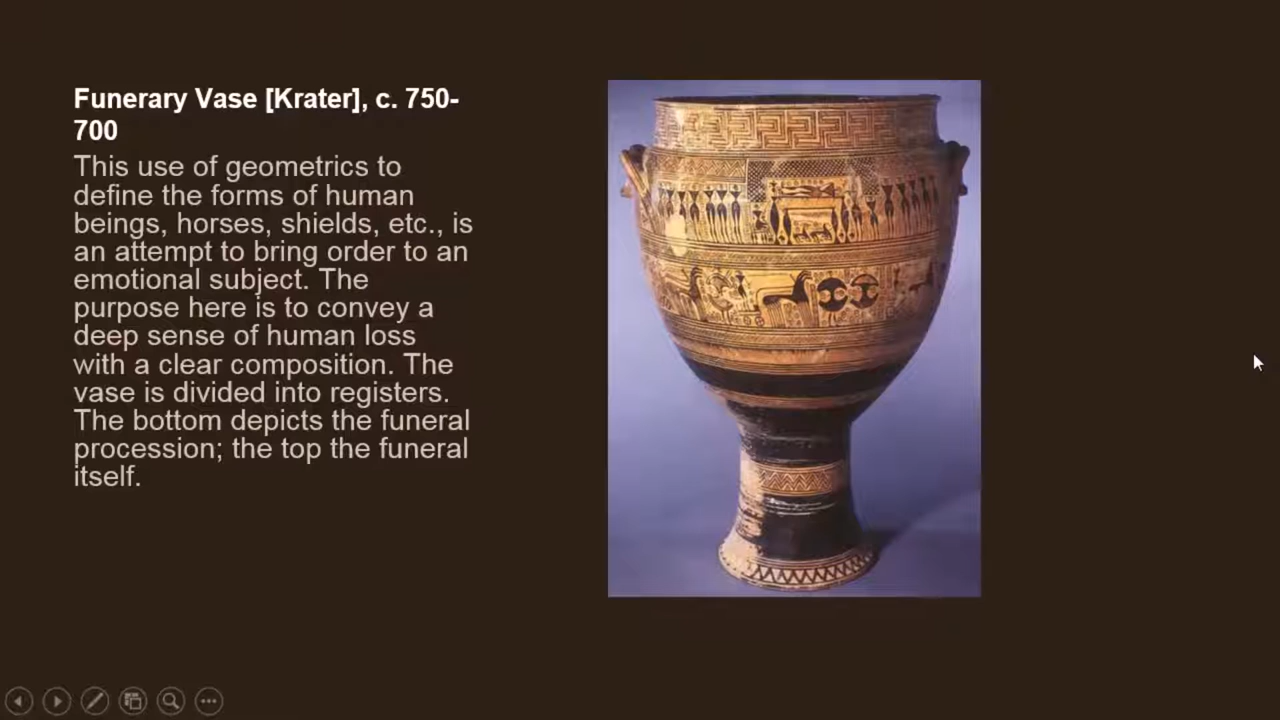 Funerary Vase [Krater], c. 750-
700
This use of geometrics to
define the forms of human
beings, horses, shields, etc., is
an attempt to bring order to an
emotional subject. The
purpose here is to convey a
deep sense of human loss
with a clear composition. The
vase is divided into registers.
The bottom depicts the funeral
procession; the top the funeral
itself.